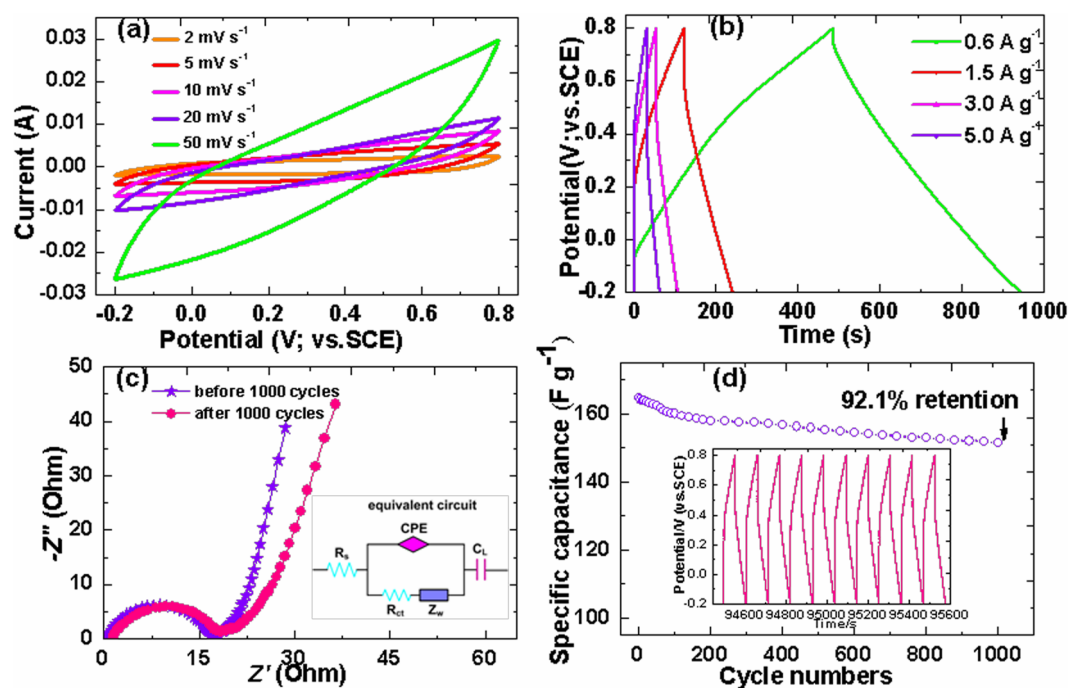 (a)
2 mV s⁻¹
5 mV s⁻¹
10 mV s⁻¹
20 mV s⁻¹
50 mV s⁻¹
0.03
0.02
0.01
0.00
-0.01
-0.02
-0.03
Current (A)
-0.2 0.0 0.2 0.4 0.6 0.8
Potential (V; vs.SCE)
(b)
0.6 A g⁻¹
1.5 A g⁻¹
3.0 A g⁻¹
5.0 A g⁻¹
0.8
0.6
0.4
0.2
0.0
-0.2
Potential(V;vs.SCE)
0 200 400 600 800 1000
Time (s)
(c)
before 1000 cycles
after 1000 cycles
50
40
30
20
10
0
-Z″ (Ohm)
equivalent circuit
CPE
Rs
CL
Rct
Zw
0 15 30 45 60
Z′ (Ohm)
(d)
92.1% retention
160
140
120
100
Specific capacitance (F g⁻¹)
0.8
0.6
0.4
0.2
0.0
-0.2
Potential/V (vs.SCE)
94600 94800 95000 95200 95400 95600
Time/s
0 200 400 600 800 1000
Cycle numbers